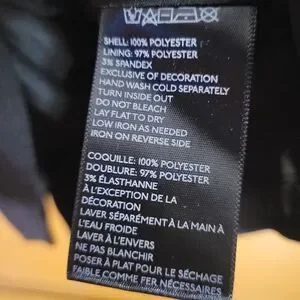 SHELL: 100% POLYESTER
LINING: 97% POLYESTER
3% SPANDEX
EXCLUSIVE OF DECORATION
HAND WASH COLD SEPARATELY
TURN INSIDE OUT
DO NOT BLEACH
LAY FLAT TO DRY
LOW IRON AS NEEDED
IRON ON REVERSE SIDE
COQUILLE: 100% POLYESTER
DOUBLURE: 97% POLYESTER
3% ÉLASTHANNE
À L'EXCEPTION DE LA
DÉCORATION
LAVER SÉPARÉMENT À LA MAIN À
L'EAU FROIDE
LAVER À L'ENVERS
NE PAS BLANCHIR
POSER À PLAT POUR LE SÉCHAGE
FAIBLE COMME FER NÉCESSAIRES